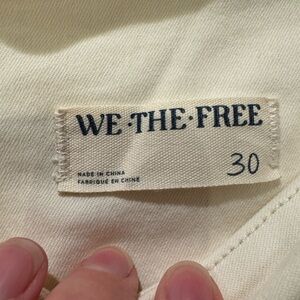 WE·THE·FREE
30
MADE IN CHINA
FABRIQUÉ EN CHINE